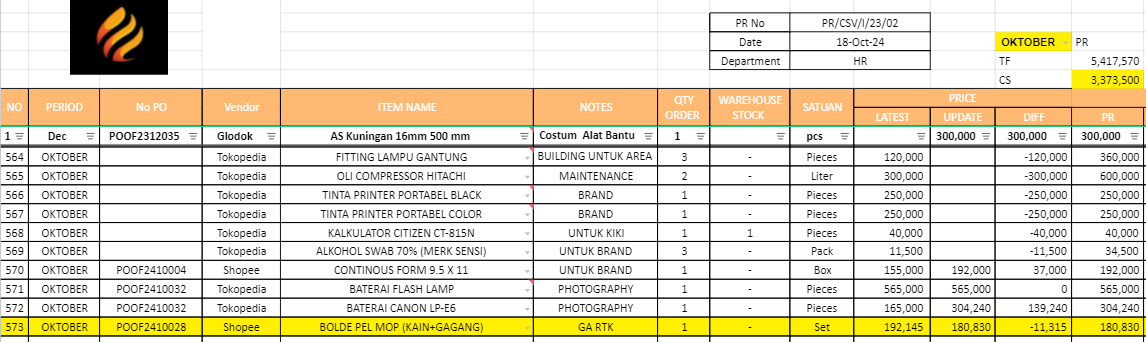 PR No PR/CSV/I/23/02
Date 18-Oct-24 OKTOBER PR
Department HR TF 5,417,570
CS 3,373,500
NO PERIOD No PO Vendor ITEM NAME NOTES QTY ORDER WAREHOUSE STOCK SATUAN PRICE
LATEST UPDATE DIFF PR
1 Dec POOF2312035 Glodok AS Kuningan 16mm 500 mm Costum Alat Bantu 1 pcs 300,000 300,000 300,000
564 OKTOBER Tokopedia FITTING LAMPU GANTUNG BUILDING UNTUK AREA 3 - Pieces 120,000 -120,000 360,000
565 OKTOBER Tokopedia OLI COMPRESSOR HITACHI MAINTENANCE 2 - Liter 300,000 -300,000 600,000
566 OKTOBER Tokopedia TINTA PRINTER PORTABEL BLACK BRAND 1 - Pieces 250,000 -250,000 250,000
567 OKTOBER Tokopedia TINTA PRINTER PORTABEL COLOR BRAND 1 - Pieces 250,000 -250,000 250,000
568 OKTOBER Tokopedia KALKULATOR CITIZEN CT-815N UNTUK KIKI 1 1 Pieces 40,000 -40,000 40,000
569 OKTOBER Tokopedia ALKOHOL SWAB 70% (MERK SENSI) UNTUK BRAND 3 - Pack 11,500 -11,500 34,500
570 OKTOBER POOF2410004 Shopee CONTINOUS FORM 9.5 X 11 UNTUK BRAND 1 - Box 155,000 192,000 37,000 192,000
571 OKTOBER POOF2410032 Tokopedia BATERAI FLASH LAMP PHOTOGRAPHY 1 - Pieces 565,000 565,000 0 565,000
572 OKTOBER POOF2410032 Tokopedia BATERAI CANON LP-E6 PHOTOGRAPHY 1 - Pieces 165,000 304,240 139,240 304,240
573 OKTOBER POOF2410028 Shopee BOLDE PEL MOP (KAIN+GAGANG) GA RTK 1 - Set 192,145 180,830 -11,315 180,830